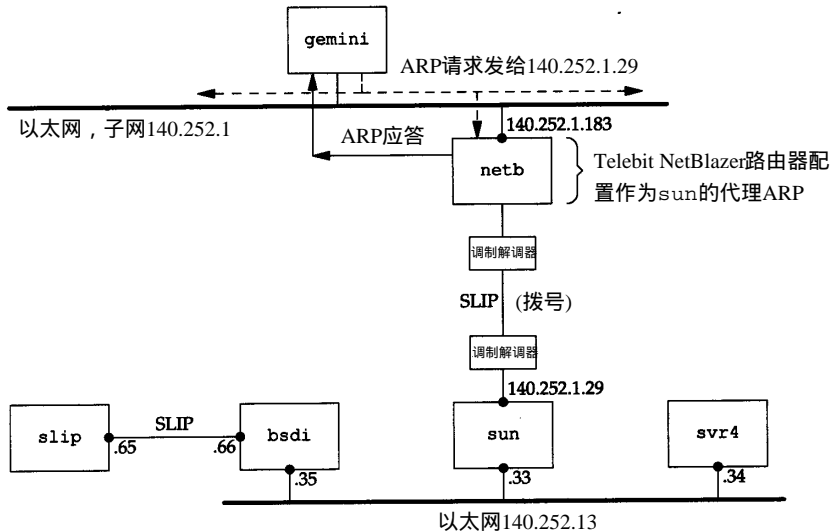 gemini
ARP请求发给140.252.1.29
以太网，子网140.252.1
140.252.1.183
ARP应答
netb
Telebit NetBlazer路由器配
置作为sun的代理ARP
调制解调器
SLIP (拨号)
调制解调器
140.252.1.29
slip
SLIP
bsdi
sun
svr4
.65
.66
.35
.33
.34
以太网140.252.13